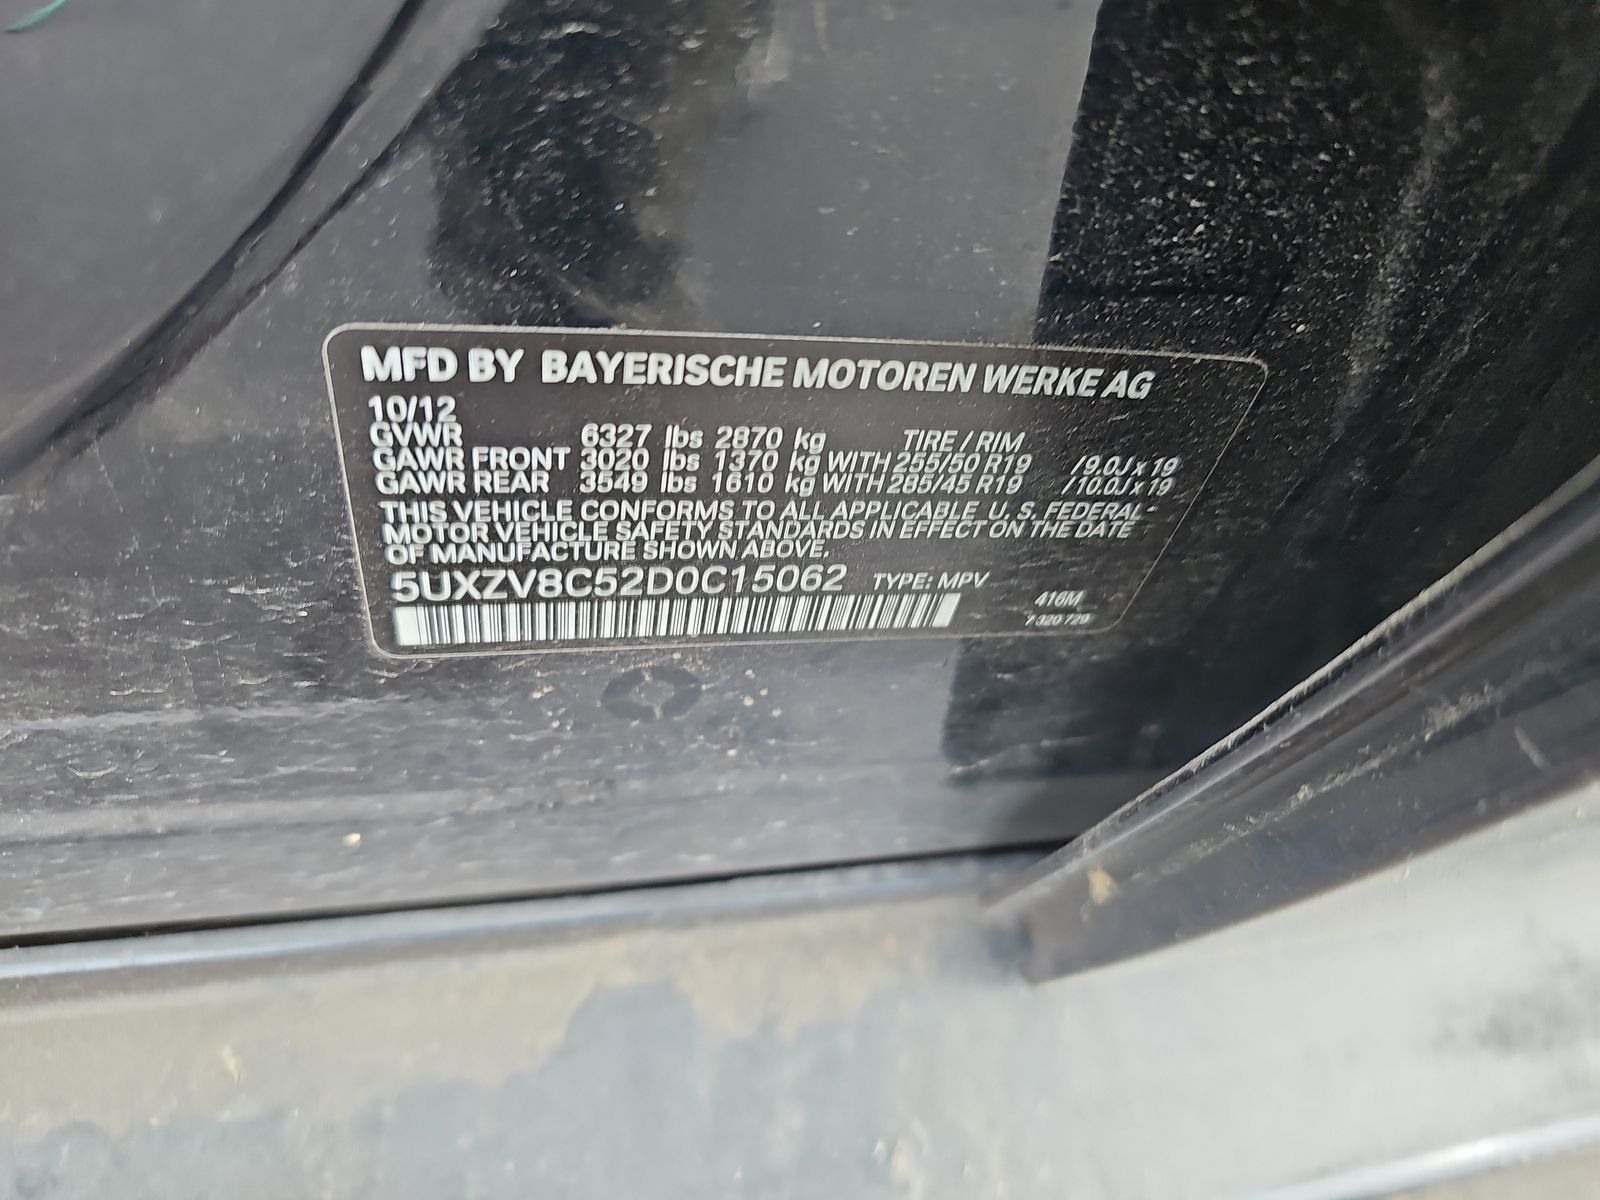 MFD BY BAYERISCHE MOTOREN WERKE AG
10/12
GVWR 6327 lbs 2870 kg TIRE / RIM
GAWR FRONT 3020 lbs 1370 kg WITH 255/50 R19 / 9.0J x 19
GAWR REAR 3549 lbs 1610 kg WITH 285/45 R19 / 10.0J x 19
THIS VEHICLE CONFORMS TO ALL APPLICABLE U. S. FEDERAL-
MOTOR VEHICLE SAFETY STANDARDS IN EFFECT ON THE DATE
OF MANUFACTURE SHOWN ABOVE.
5UXZV8C52D0C15062 TYPE: MPV
416M
7 320 729